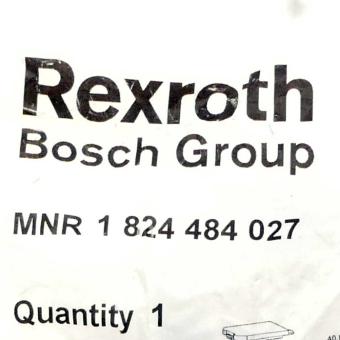 Rexroth
Bosch Group
MNR 1 824 484 027
Quantity 1